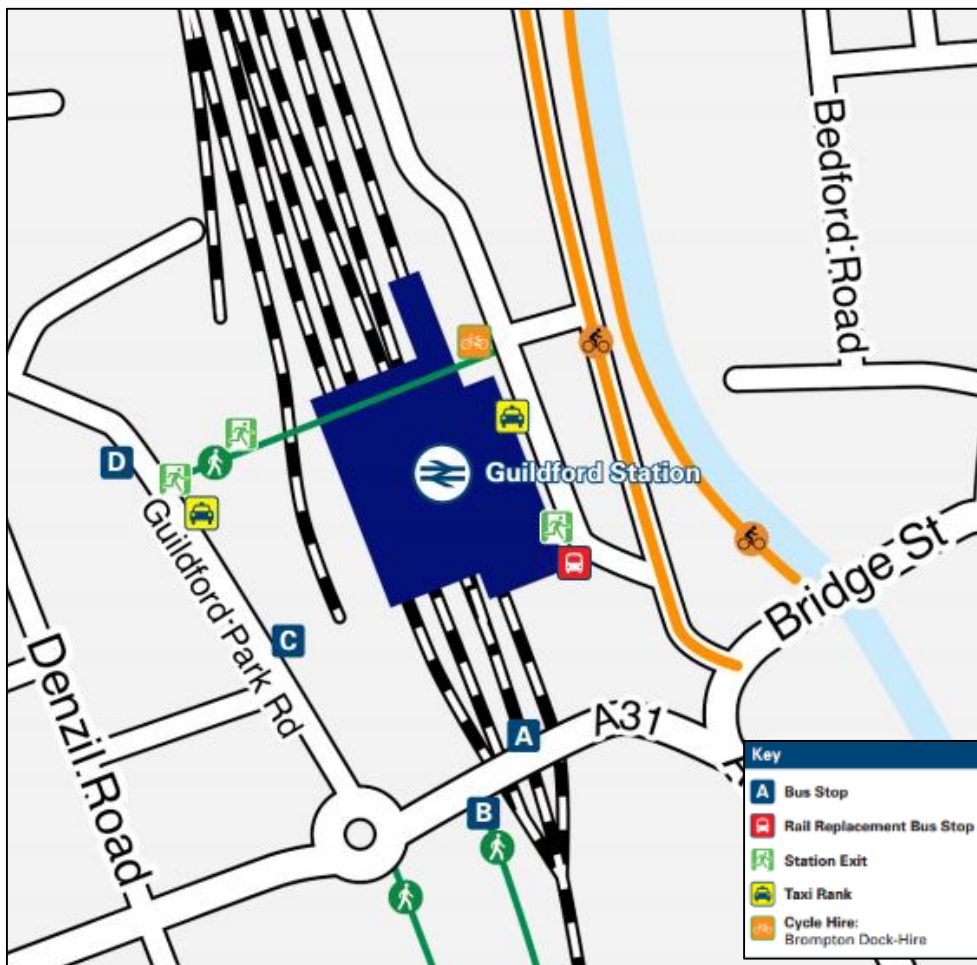 Bedford Road
Guildford Station
D
Guildford Park Rd
C
Bridge St
Denzil Road
A
A31
B
Key
A Bus Stop
Rail Replacement Bus Stop
Station Exit
Taxi Rank
Cycle Hire:
Brompton Dock-Hire